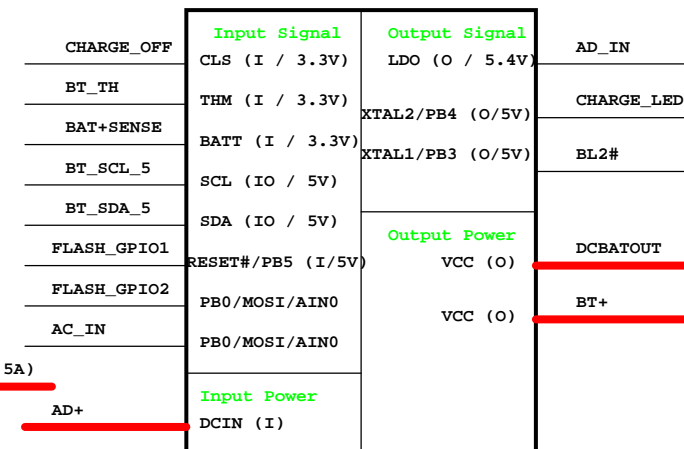 Input Signal
Output Signal
CHARGE_OFF
CLS (I / 3.3V)
LDO (O / 5.4V)
AD_IN
BT_TH
THM (I / 3.3V)
XTAL2/PB4 (O/5V)
CHARGE_LED
BAT+SENSE
BATT (I / 3.3V)
XTAL1/PB3 (O/5V)
BL2#
BT_SCL_5
SCL (IO / 5V)
BT_SDA_5
SDA (IO / 5V)
Output Power
FLASH_GPIO1
RESET#/PB5 (I/5V)
VCC (O)
DCBATOUT
FLASH_GPIO2
PB0/MOSI/AIN0
VCC (O)
BT+
AC_IN
PB0/MOSI/AIN0
5A)
Input Power
AD+
DCIN (I)